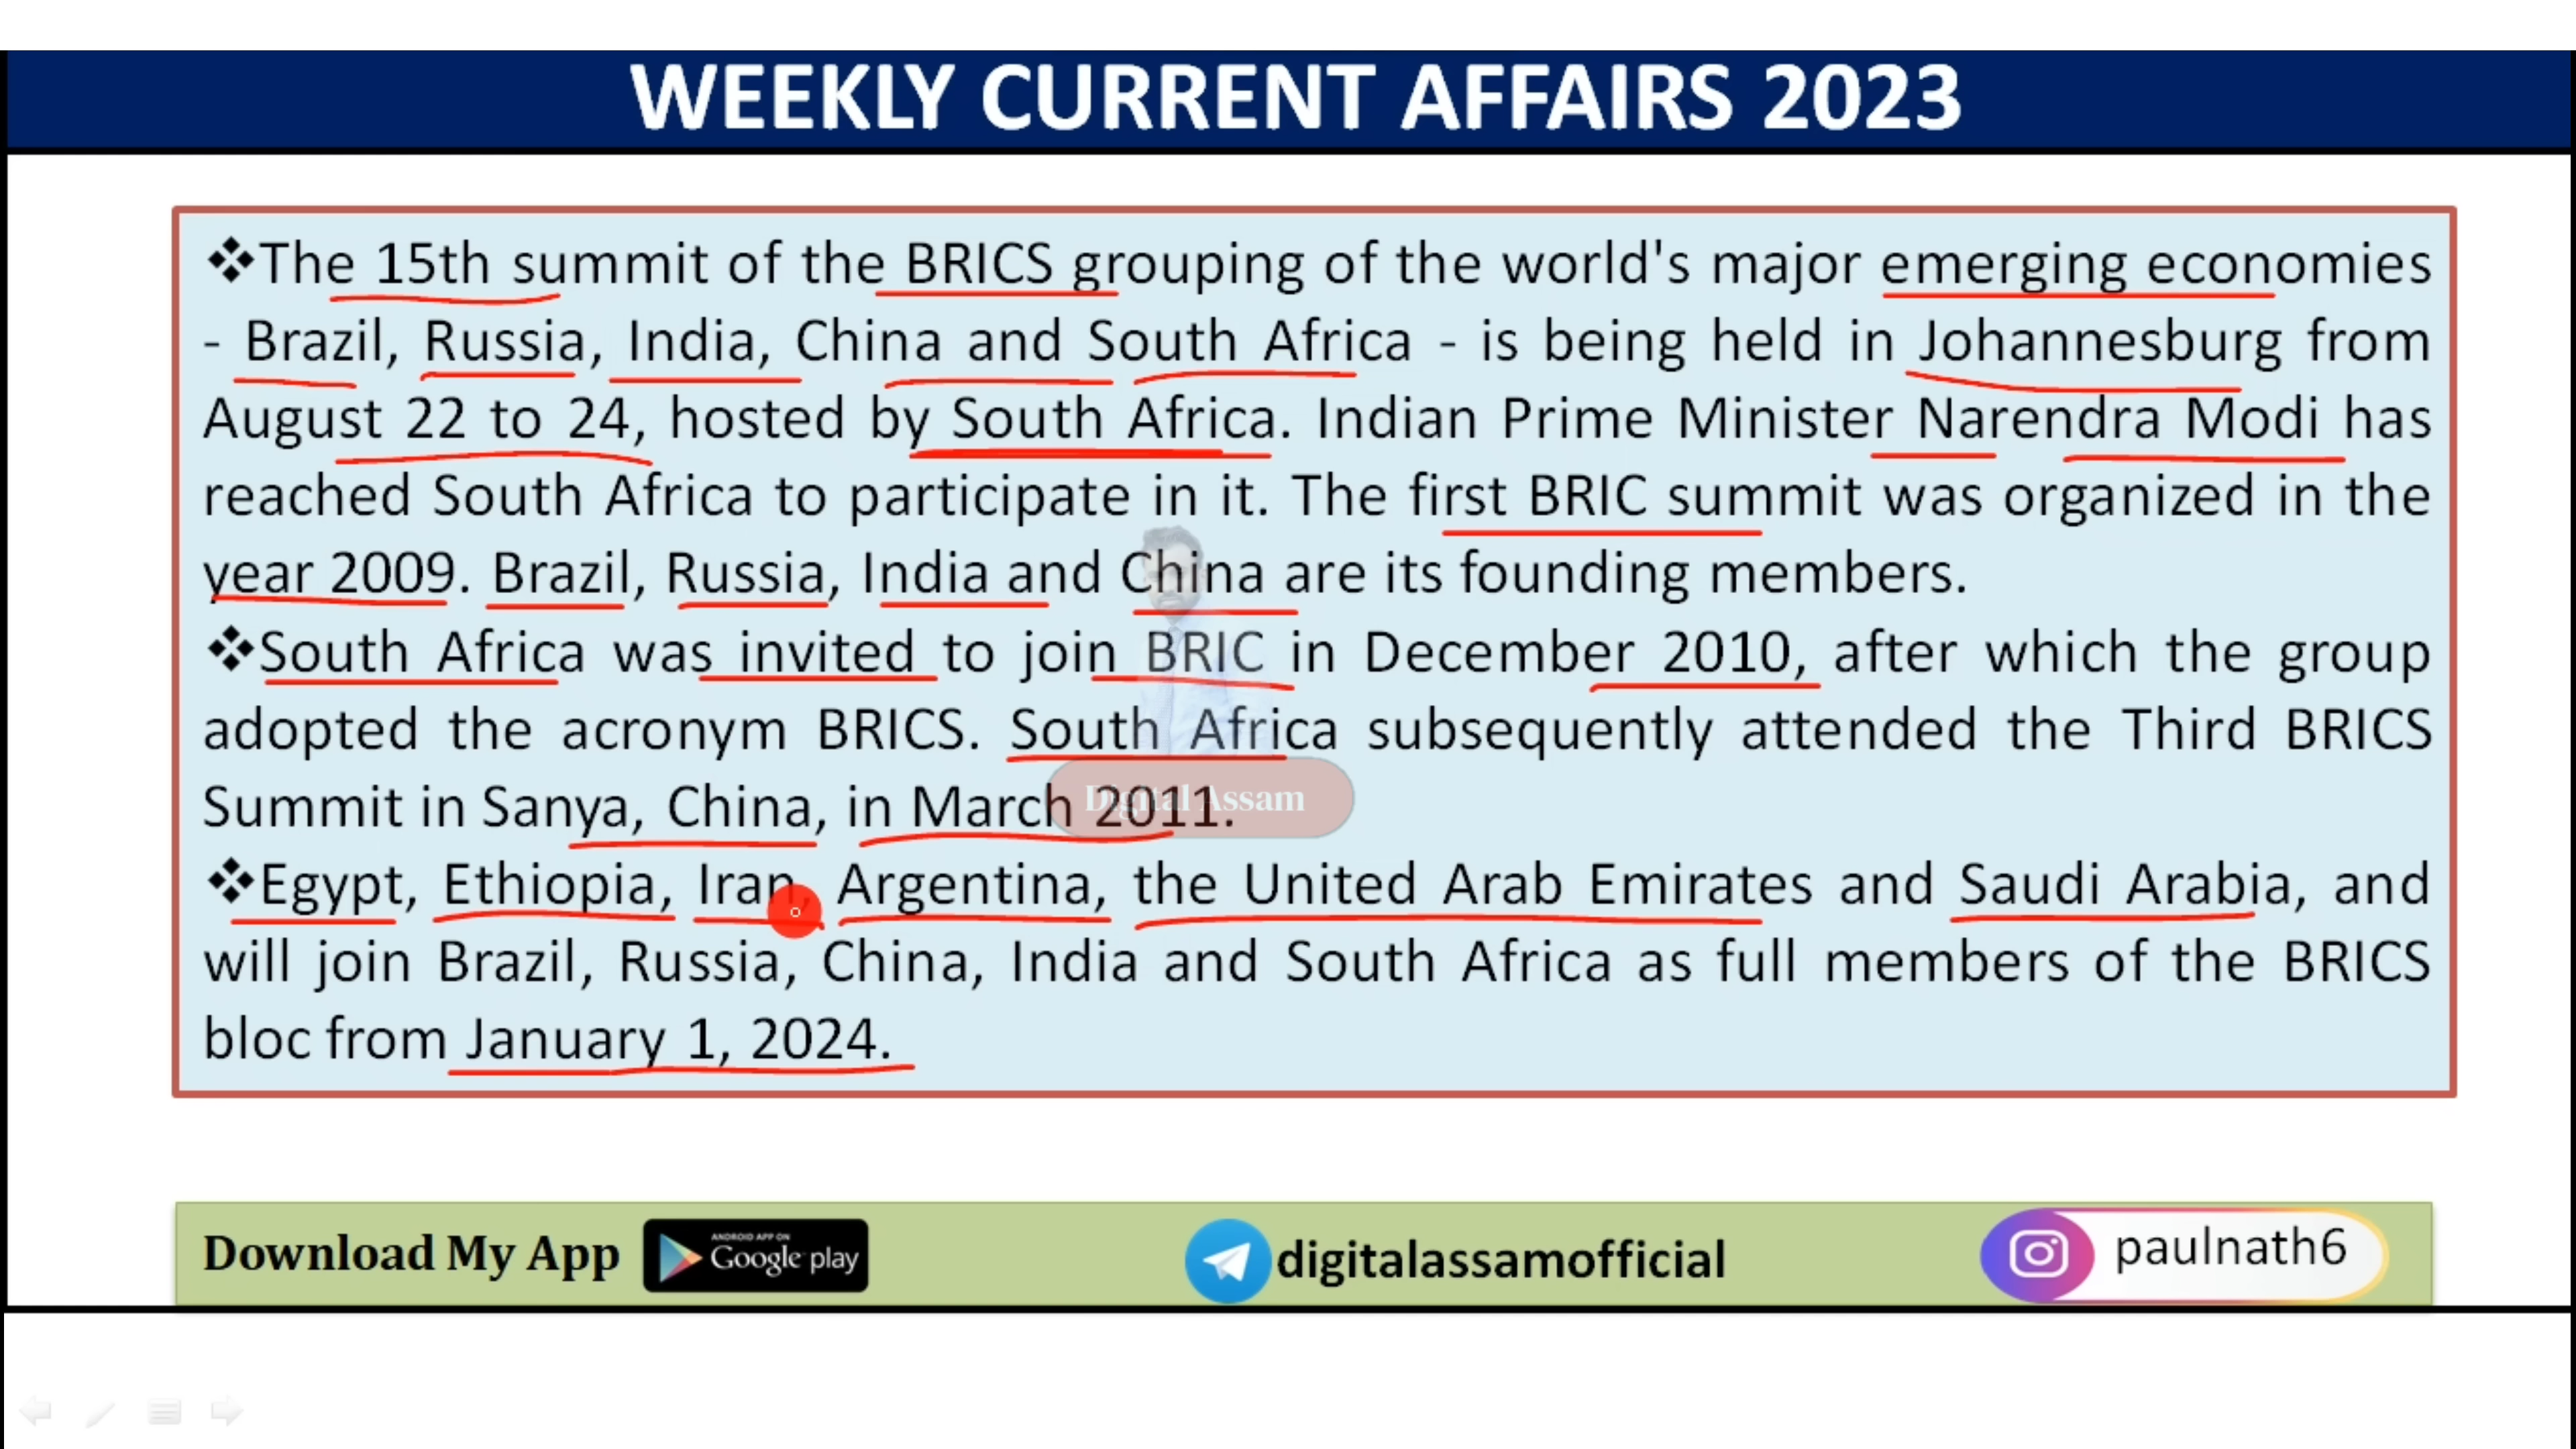 WEEKLY CURRENT AFFAIRS 2023
❖The 15th summit of the BRICS grouping of the world's major emerging economies
- Brazil, Russia, India, China and South Africa - is being held in Johannesburg from
August 22 to 24, hosted by South Africa. Indian Prime Minister Narendra Modi has
reached South Africa to participate in it. The first BRIC summit was organized in the
year 2009. Brazil, Russia, India and China are its founding members.
❖South Africa was invited to join BRIC in December 2010, after which the group
adopted the acronym BRICS. South Africa subsequently attended the Third BRICS
Summit in Sanya, China, in March 2011.
Digital Assam
❖Egypt, Ethiopia, Iran, Argentina, the United Arab Emirates and Saudi Arabia, and
will join Brazil, Russia, China, India and South Africa as full members of the BRICS
bloc from January 1, 2024.
Download My App
ANDROID APP ON
Google play
digitalassamofficial
paulnath6